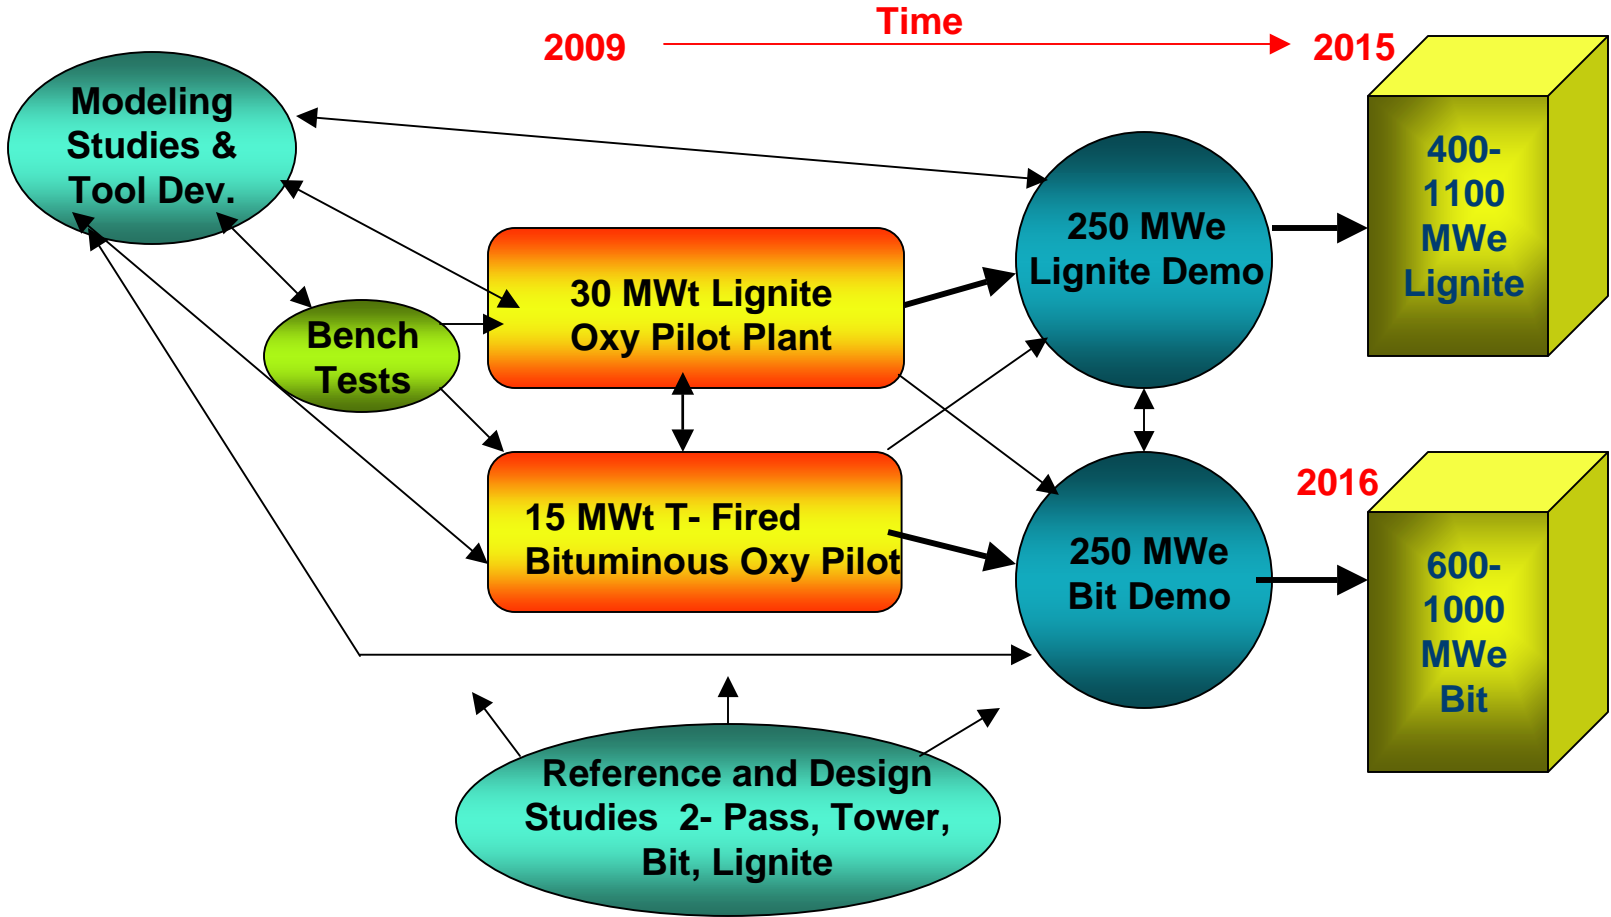 Time
2009
2015
Modeling
Studies &
Tool Dev.
400-
1100
MWe
Lignite
250 MWe
Lignite Demo
30 MWt Lignite
Oxy Pilot Plant
Bench
Tests
2016
15 MWt T- Fired
Bituminous Oxy Pilot
250 MWe
Bit Demo
600-
1000
MWe
Bit
Reference and Design
Studies 2- Pass, Tower,
Bit, Lignite